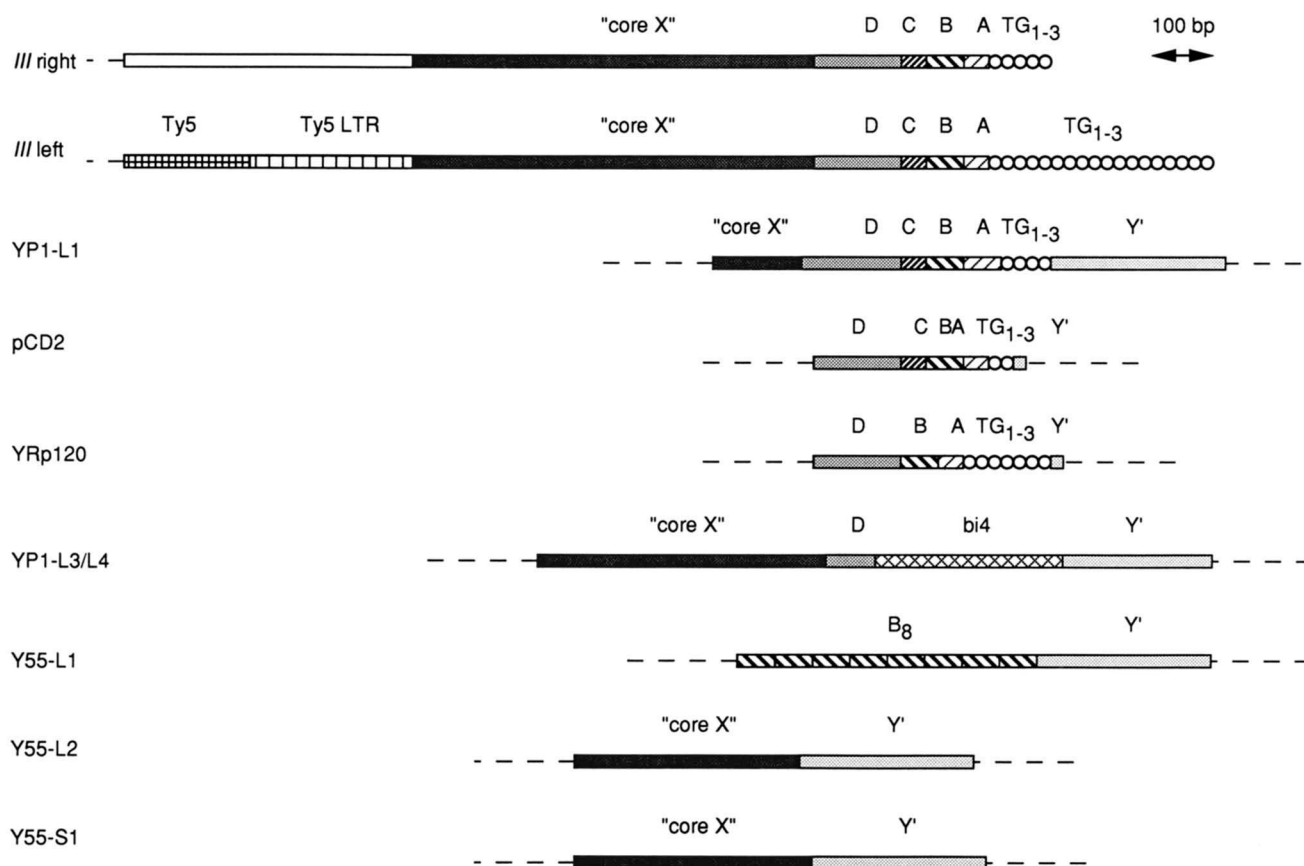 "core X" D C B A TG1-3 100 bp
III right
Ty5 Ty5 LTR "core X" D C B A TG1-3
III left
"core X" D C B A TG1-3 Y'
YP1-L1
D C BA TG1-3 Y'
pCD2
D B A TG1-3 Y'
YRp120
"core X" D bi4 Y'
YP1-L3/L4
B8 Y'
Y55-L1
"core X" Y'
Y55-L2
"core X" Y'
Y55-S1